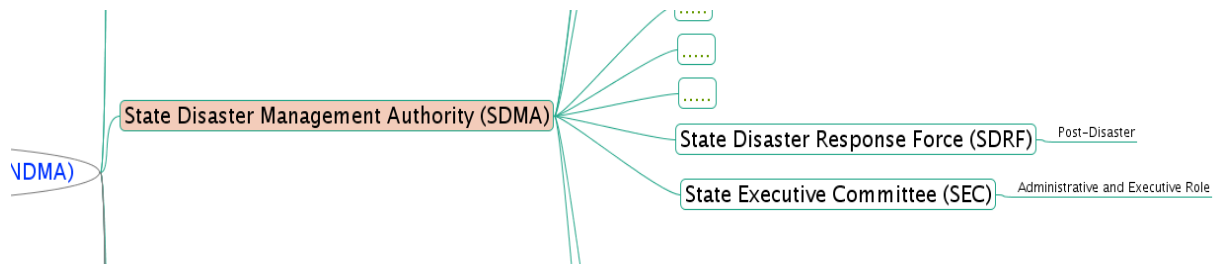 .....
.....
.....
State Disaster Management Authority (SDMA)
State Disaster Response Force (SDRF)
Post-Disaster
NDMA)
State Executive Committee (SEC)
Administrative and Executive Role